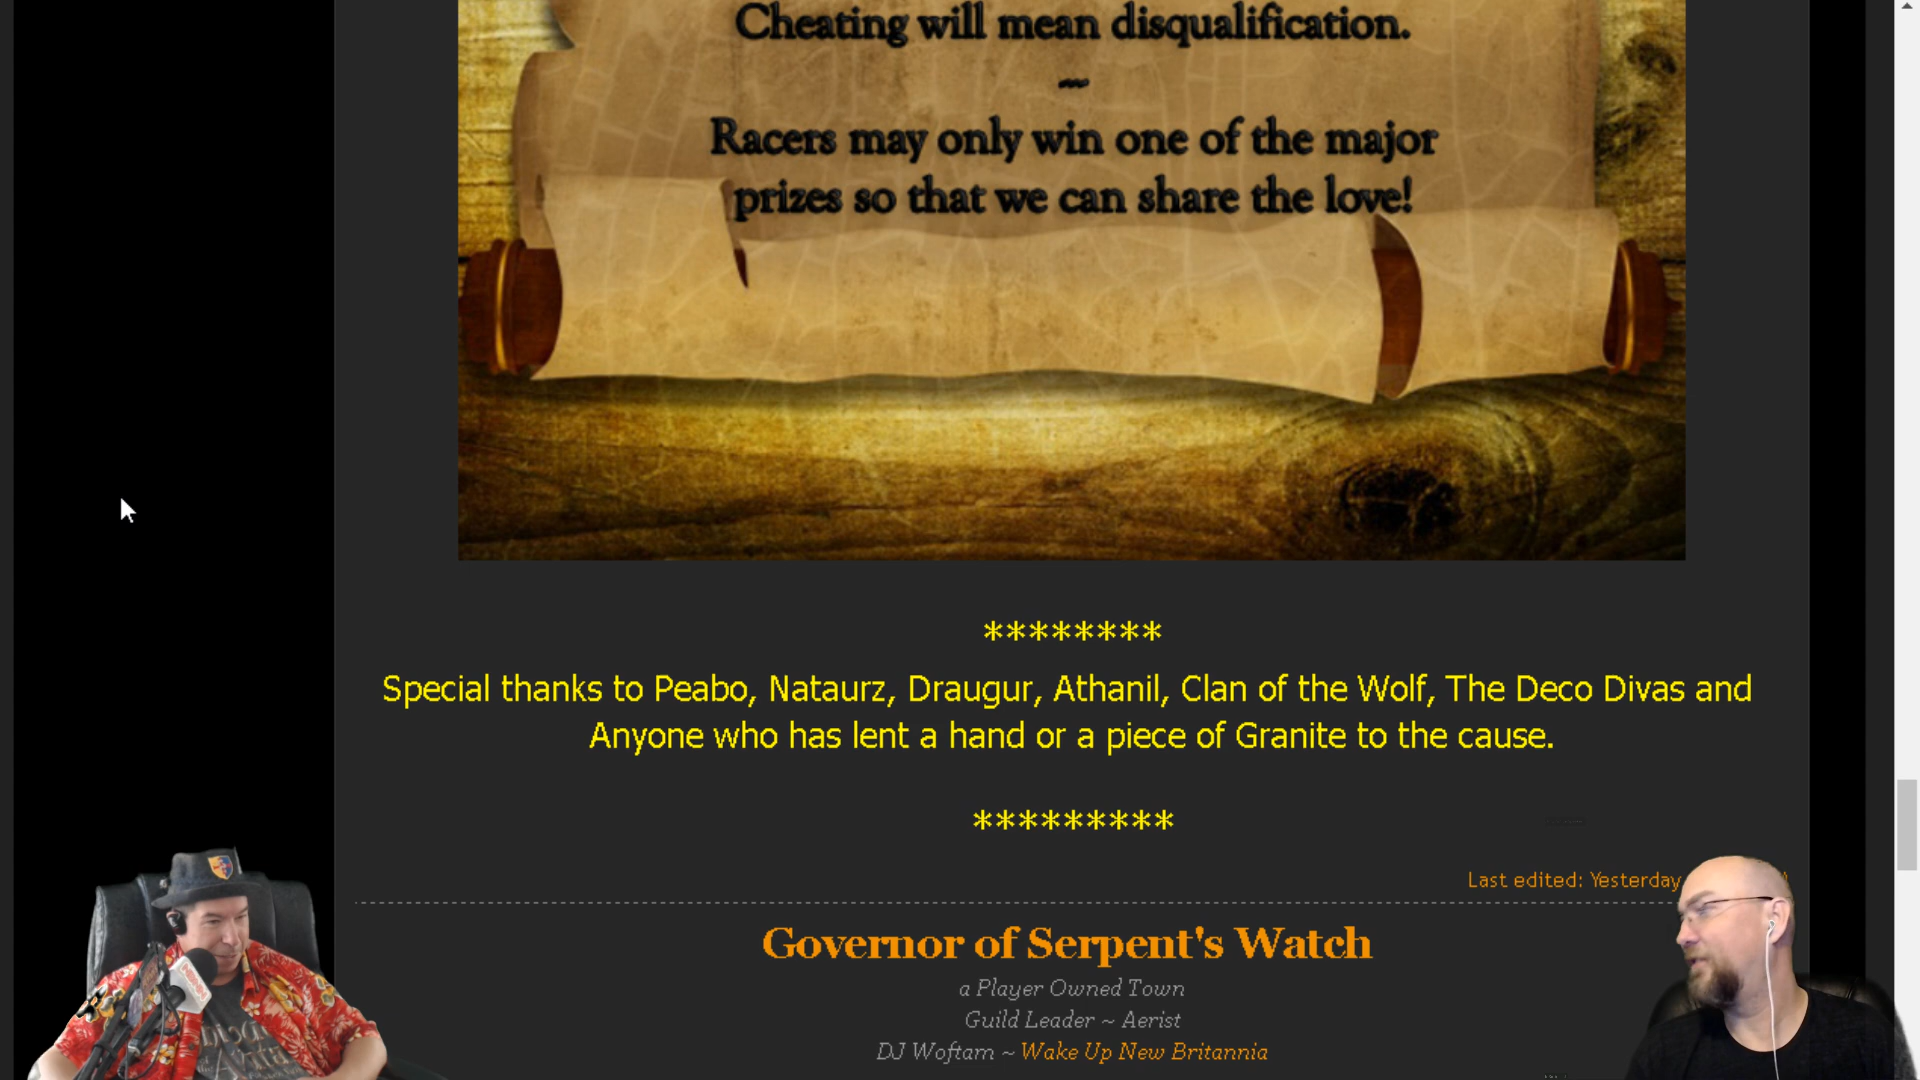 Cheating will mean disqualification.
~
Racers may only win one of the major
prizes so that we can share the love!
********
Special thanks to Peabo, Nataurz, Draugur, Athanil, Clan of the Wolf, The Deco Divas and
Anyone who has lent a hand or a piece of Granite to the cause.
*********
Last edited: Yesterday
Governor of Serpent's Watch
a Player Owned Town
Guild Leader ~ Aerist
DJ Woftam ~ Wake Up New Britannia